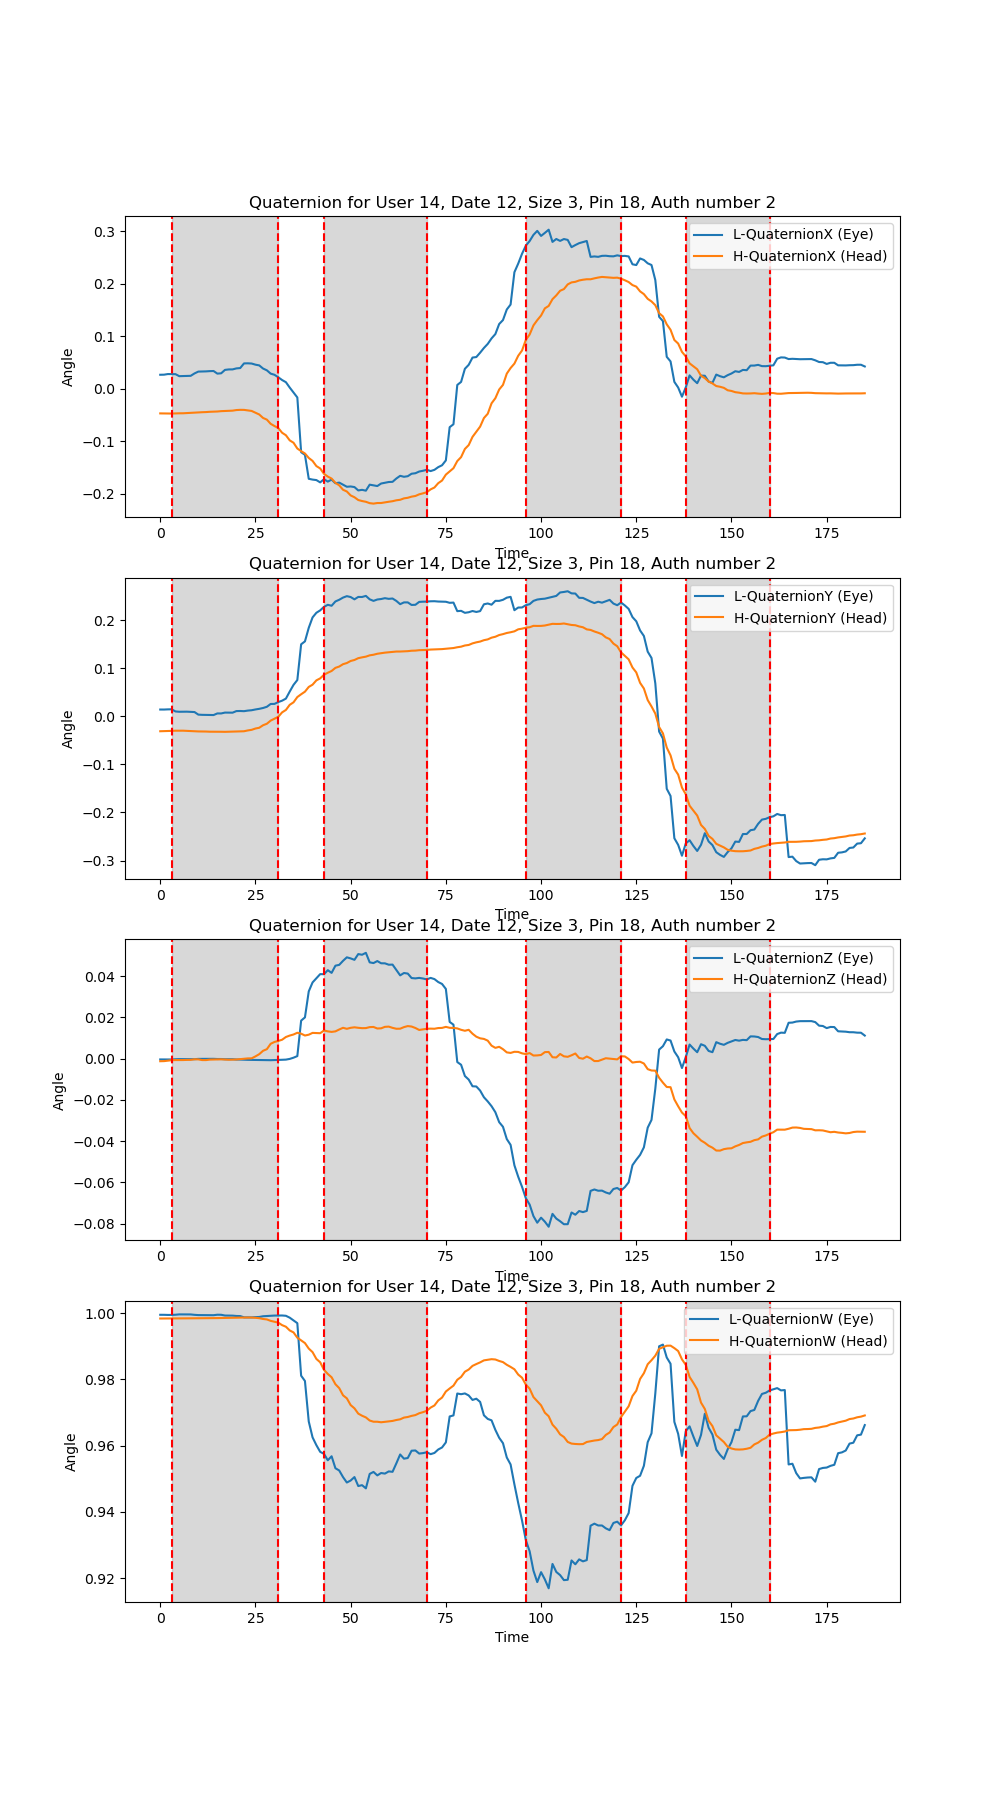 Quaternion for User 14, Date 12, Size 3, Pin 18, Auth number 2
L-QuaternionX (Eye)
H-QuaternionX (Head)
Angle
0.3
0.2
0.1
0.0
−0.1
−0.2
0 25 50 75 100 125 150 175
Time
Quaternion for User 14, Date 12, Size 3, Pin 18, Auth number 2
L-QuaternionY (Eye)
H-QuaternionY (Head)
Angle
0.2
0.1
0.0
−0.1
−0.2
−0.3
0 25 50 75 100 125 150 175
Time
Quaternion for User 14, Date 12, Size 3, Pin 18, Auth number 2
L-QuaternionZ (Eye)
H-QuaternionZ (Head)
Angle
0.04
0.02
0.00
−0.02
−0.04
−0.06
−0.08
0 25 50 75 100 125 150 175
Time
Quaternion for User 14, Date 12, Size 3, Pin 18, Auth number 2
L-QuaternionW (Eye)
H-QuaternionW (Head)
Angle
1.00
0.98
0.96
0.94
0.92
0 25 50 75 100 125 150 175
Time